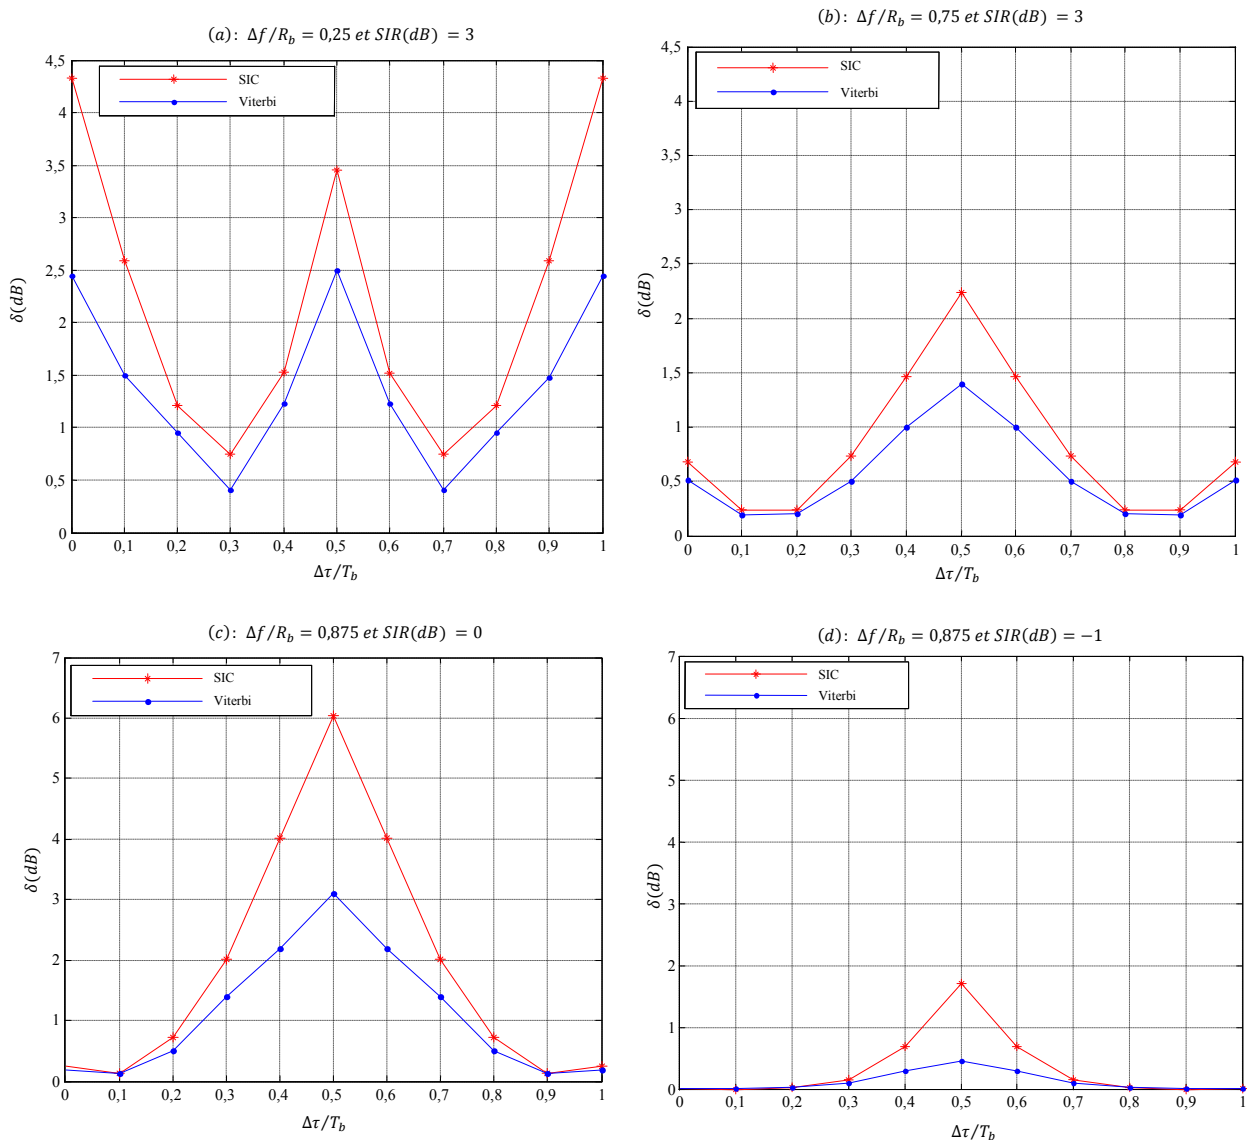 (a): Δf/R_b = 0,25 et SIR(dB) = 3
4,5
4
3,5
3
2,5
2
1,5
1
0,5
0
δ(dB)
SIC
Viterbi
0 0,1 0,2 0,3 0,4 0,5 0,6 0,7 0,8 0,9 1
Δτ/T_b
(b): Δf/R_b = 0,75 et SIR(dB) = 3
4,5
4
3,5
3
2,5
2
1,5
1
0,5
0
δ(dB)
SIC
Viterbi
0 0,1 0,2 0,3 0,4 0,5 0,6 0,7 0,8 0,9 1
Δτ/T_b
(c): Δf/R_b = 0,875 et SIR(dB) = 0
7
6
5
4
3
2
1
0
δ(dB)
SIC
Viterbi
3 0,1 0,2 0,3 0,4 0,5 0,6 0,7 0,8 0,9 1
Δτ/T_b
(d): Δf/R_b = 0,875 et SIR(dB) = −1
7
6
5
4
3
2
1
0
δ(dB)
SIC
Viterbi
0 0,1 0,2 0,3 0,4 0,5 0,6 0,7 0,8 0,9 1
Δτ/T_b